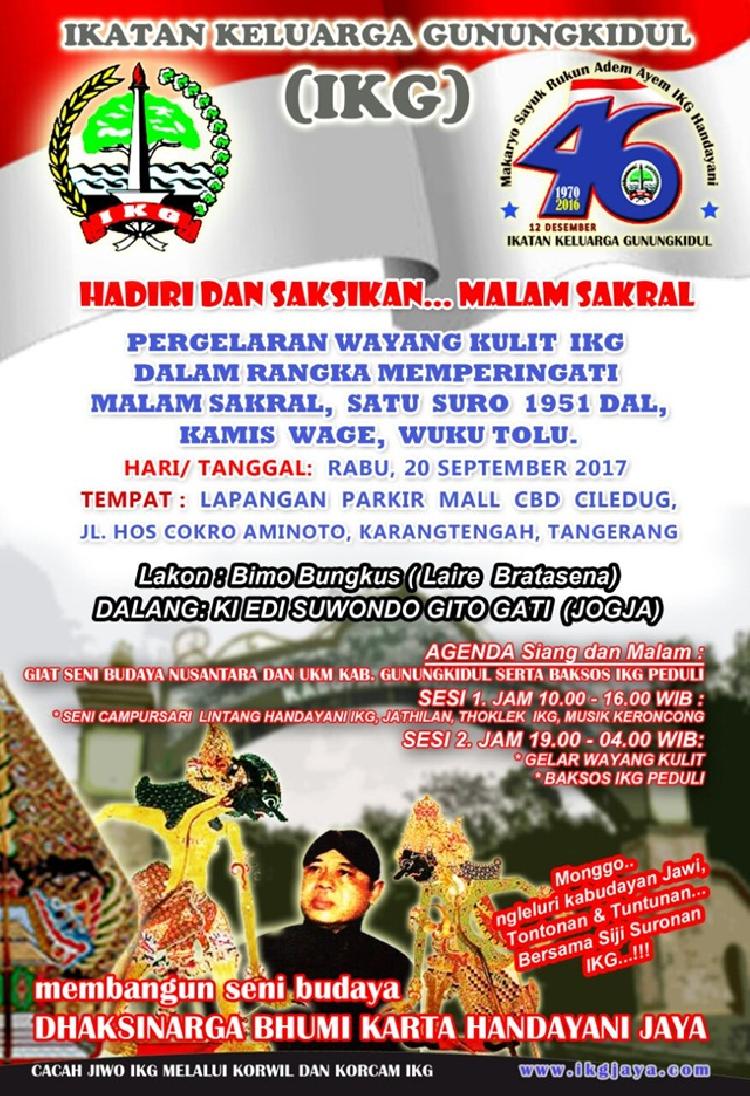 IKATAN KELUARGA GUNUNGKIDUL
(IKG)
IKG
Makaryo Sayuk Rukun Adem Ayem IKG Handayani
46
1970
2016
12 DESEMBER
IKATAN KELUARGA GUNUNGKIDUL
HADIRI DAN SAKSIKAN... MALAM SAKRAL
PERGELARAN WAYANG KULIT IKG
DALAM RANGKA MEMPERINGATI
MALAM SAKRAL, SATU SURO 1951 DAL,
KAMIS WAGE, WUKU TOLU.
HARI/ TANGGAL: RABU, 20 SEPTEMBER 2017
TEMPAT : LAPANGAN PARKIR MALL CBD CILEDUG,
JL. HOS COKRO AMINOTO, KARANGTENGAH, TANGERANG
Lakon : Bimo Bungkus ( Laire Bratasena)
DALANG: KI EDI SUWONDO GITO GATI (JOGJA)
AGENDA Siang dan Malam :
GIAT SENI BUDAYA NUSANTARA DAN UKM KAB. GUNUNGKIDUL SERTA BAKSOS IKG PEDULI
SESI 1. JAM 10.00 - 16.00 WIB :
* SENI CAMPURSARI LINTANG HANDAYANI IKG, JATHILAN, THOKLEK IKG, MUSIK KERONCONG
SESI 2. JAM 19.00 - 04.00 WIB:
* GELAR WAYANG KULIT
* BAKSOS IKG PEDULI
Monggo..
ngleluri kabudayan Jawi,
Tontonan & Tuntunan...
Bersama Siji Suronan
IKG...!!!
membangun seni budaya
DHAKSINARGA BHUMI KARTA HANDAYANI JAYA
CACAH JIWO IKG MELALUI KORWIL DAN KORCAM IKG
www.ikgjaya.com